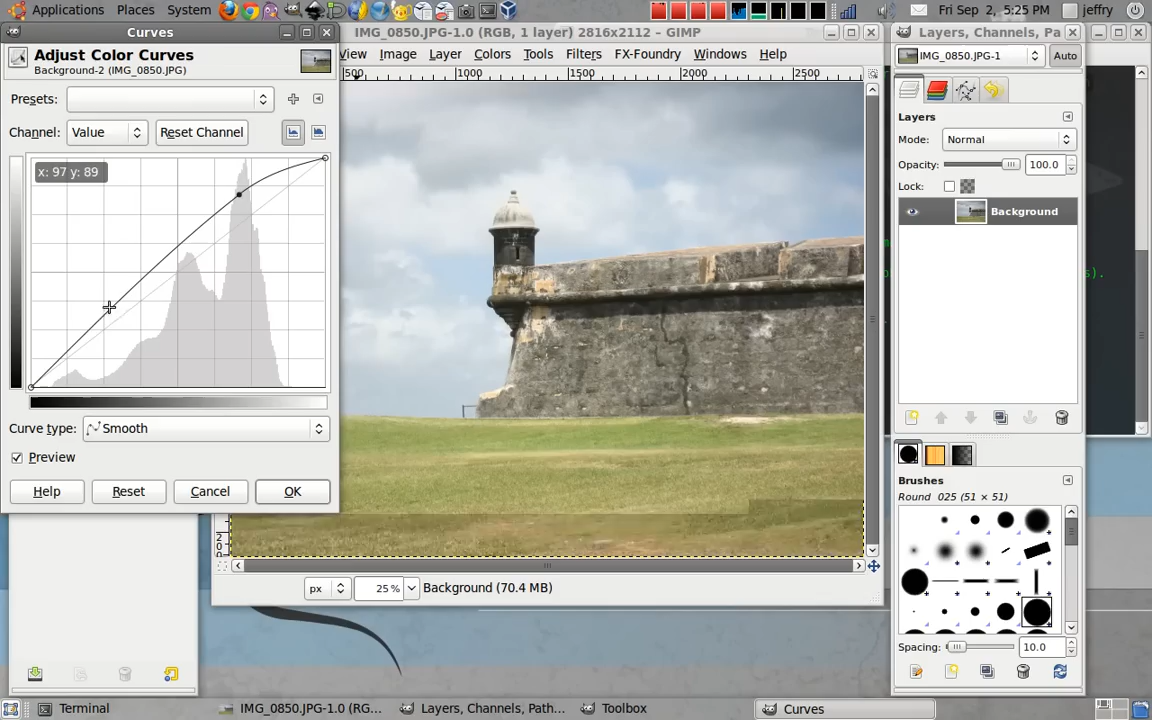 Applications Places System
Fri Sep 2, 5:25 PM jeffry
Curves
Adjust Color Curves
Background-2 (IMG_0850.JPG)
Presets:
Channel: Value Reset Channel
x: 97 y: 89
Curve type: Smooth
Preview
Help Reset Cancel OK
IMG_0850.JPG-1.0 (RGB, 1 layer) 2816x2112 – GIMP
View Image Colors Tools Filters FX-Foundry Windows Help
500 1000 1500 2000 2500
2
0
0
px 25% Background (70.4 MB)
Layers, Channels, Pa
IMG_0850.JPG-1 Auto
Layers
Mode: Normal
Opacity: 100.0
Lock:
Background
s).
Brushes
Round 025 (51 × 51)
Spacing: 10.0
Terminal IMG_0850.JPG-1.0 (RG... Layers, Channels, Path... Toolbox Curves